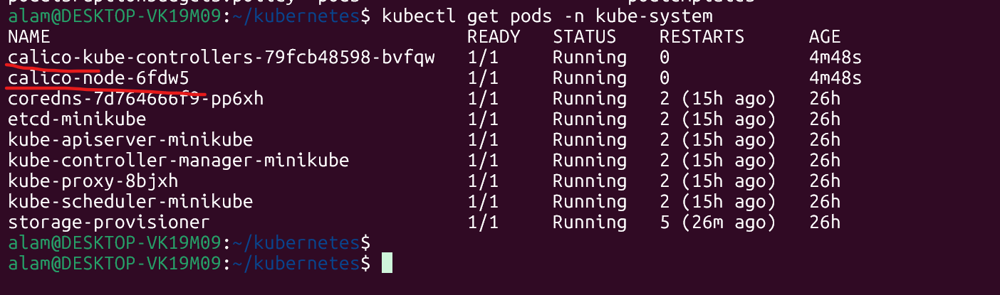 alam@DESKTOP-VK19M09:~/kubernetes$ kubectl get pods -n kube-system
NAME READY STATUS RESTARTS AGE
calico-kube-controllers-79fcb48598-bvfqw 1/1 Running 0 4m48s
calico-node-6fdw5 1/1 Running 0 4m48s
coredns-7d764666f9-pp6xh 1/1 Running 2 (15h ago) 26h
etcd-minikube 1/1 Running 2 (15h ago) 26h
kube-apiserver-minikube 1/1 Running 2 (15h ago) 26h
kube-controller-manager-minikube 1/1 Running 2 (15h ago) 26h
kube-proxy-8bjxh 1/1 Running 2 (15h ago) 26h
kube-scheduler-minikube 1/1 Running 2 (15h ago) 26h
storage-provisioner 1/1 Running 5 (26m ago) 26h
alam@DESKTOP-VK19M09:~/kubernetes$
alam@DESKTOP-VK19M09:~/kubernetes$